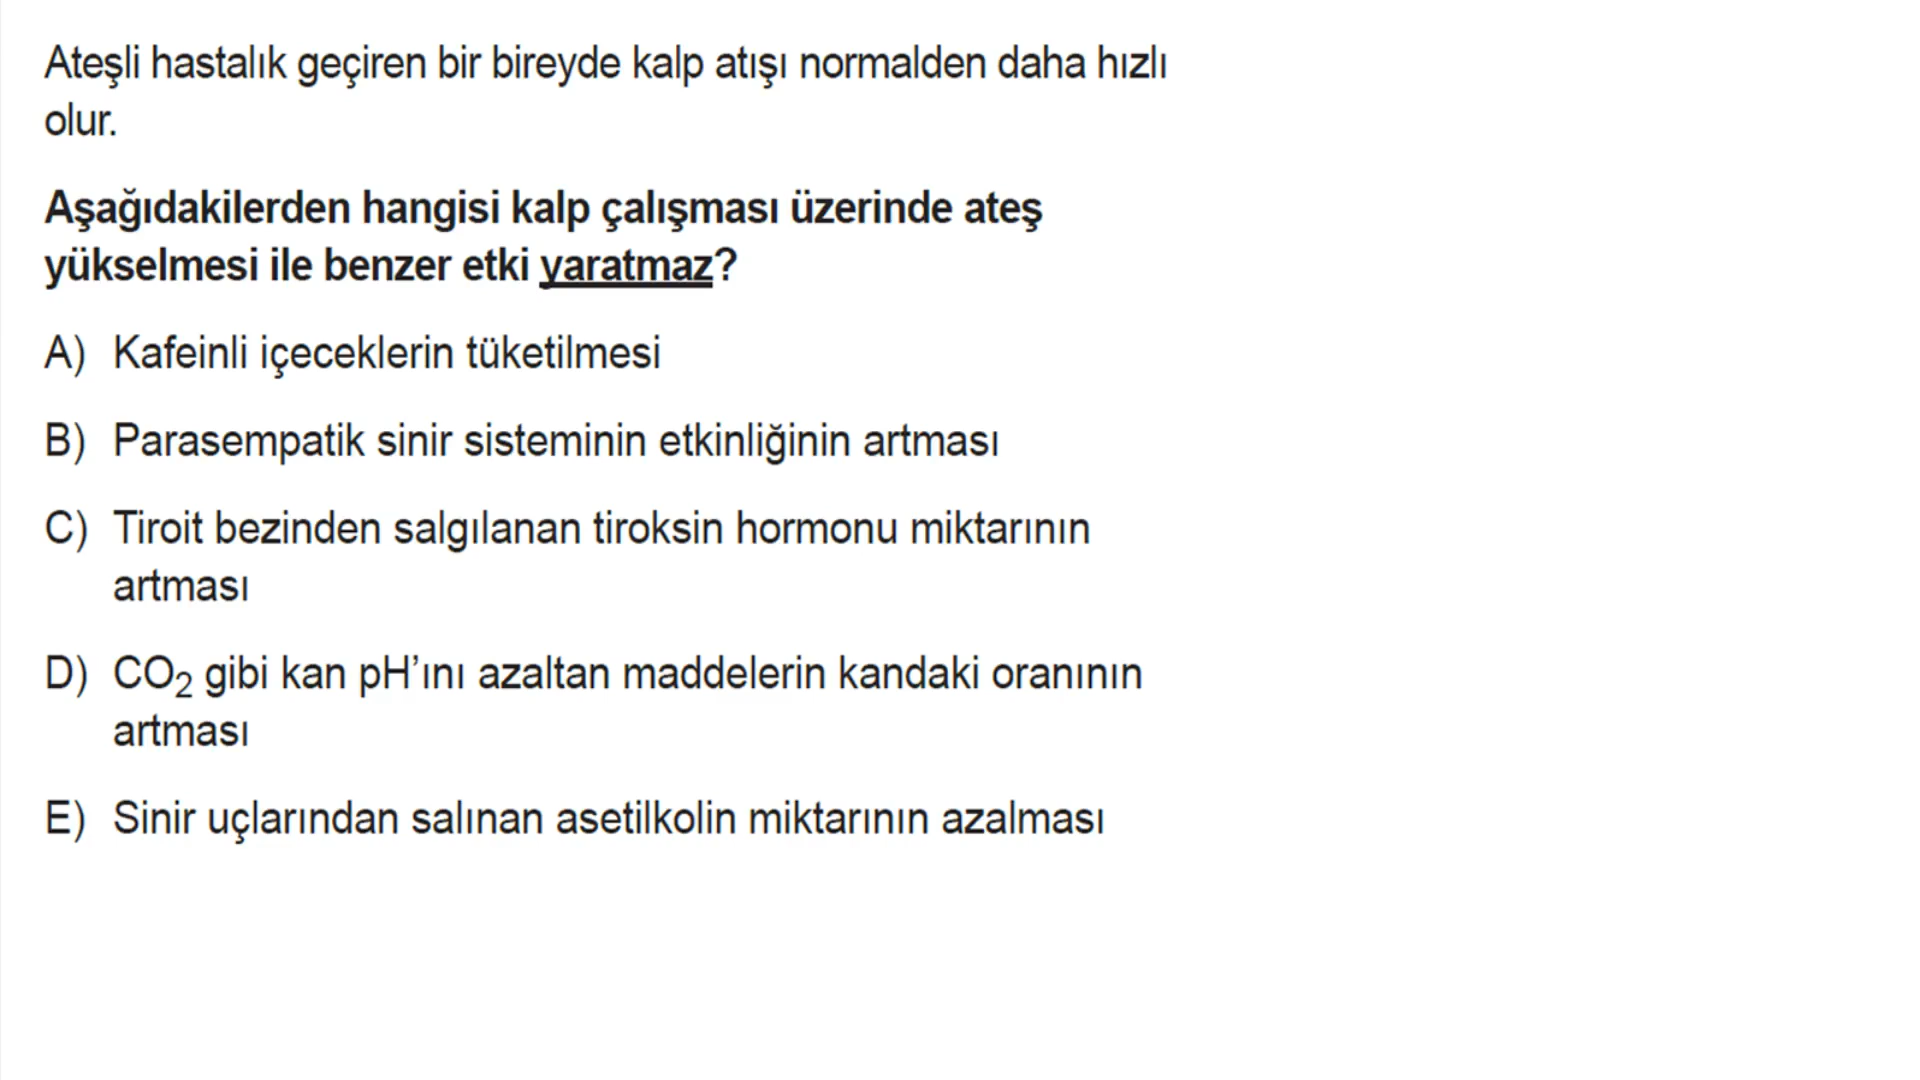 Ateşli hastalık geçiren bir bireyde kalp atışı normalden daha hızlı
olur.
Aşağıdakilerden hangisi kalp çalışması üzerinde ateş
yükselmesi ile benzer etki yaratmaz?
A) Kafeinli içeceklerin tüketilmesi
B) Parasempatik sinir sisteminin etkinliğinin artması
C) Tiroit bezinden salgılanan tiroksin hormonu miktarının
artması
D) CO₂ gibi kan pH’ını azaltan maddelerin kandaki oranının
artması
E) Sinir uçlarından salınan asetilkolin miktarının azalması